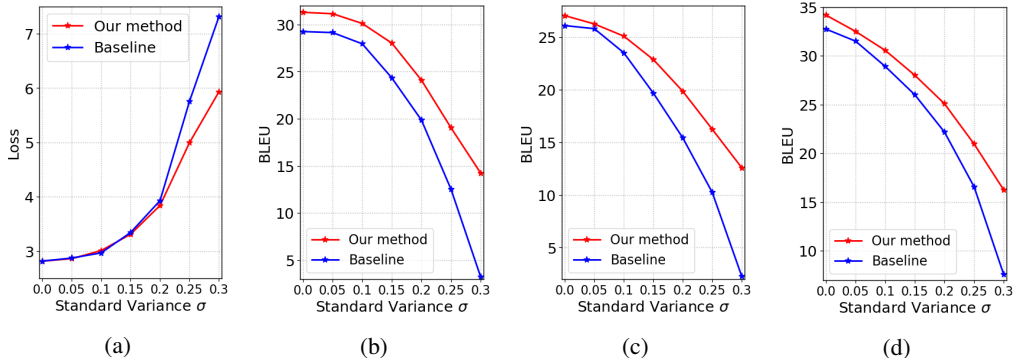 7
6
5
4
3
Loss
Our method
Baseline
0.0 0.05 0.1 0.15 0.2 0.25 0.3
Standard Variance σ
(a)
30
25
20
15
10
5
BLEU
Our method
Baseline
0.0 0.05 0.1 0.15 0.2 0.25 0.3
Standard Variance σ
(b)
25
20
15
10
5
BLEU
Our method
Baseline
0.0 0.05 0.1 0.15 0.2 0.25 0.3
Standard Variance σ
(c)
35
30
25
20
15
10
BLEU
Our method
Baseline
0.0 0.05 0.1 0.15 0.2 0.25 0.3
Standard Variance σ
(d)